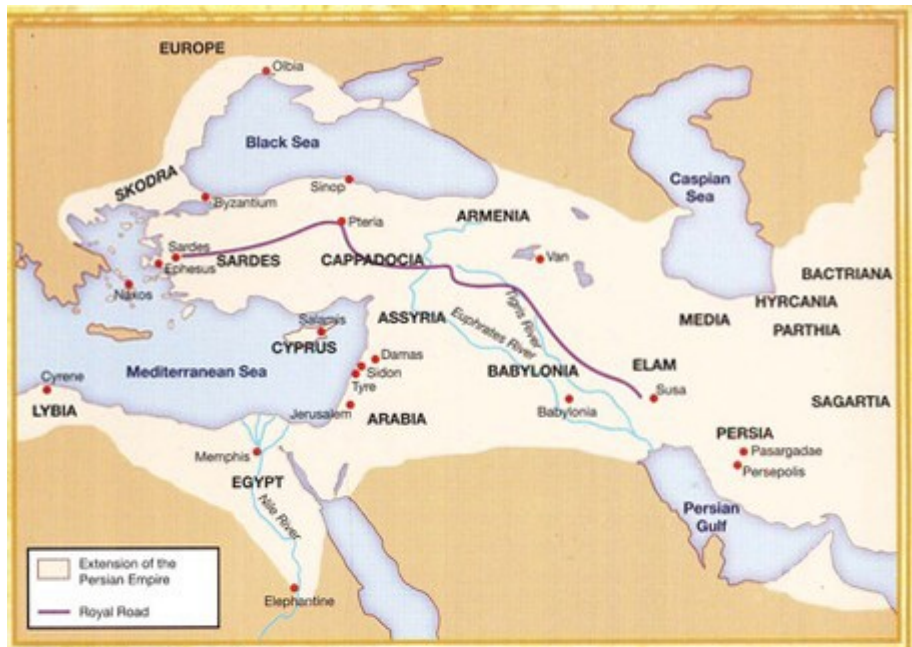 EUROPE
Olbia
Black Sea
Caspian
Sea
SKODRA
Byzantium
Sinop
Pteria
ARMENIA
Sardes
Ephesus
SARDES
CAPPADOCIA
Van
BACTRIANA
Naxos
HYRCANIA
MEDIA
PARTHIA
Salamis
CYPRUS
ASSYRIA
Tigris River
Euphrates River
Damas
Sidon
Tyre
Mediterranean Sea
BABYLONIA
ELAM
Cyrene
Susa
SAGARTIA
LYBIA
Jerusalem
ARABIA
Babylonia
PERSIA
Memphis
Pasargadae
Persepolis
EGYPT
Nile River
Persian
Gulf
Elephantine
Extension of the
Persian Empire
Royal Road